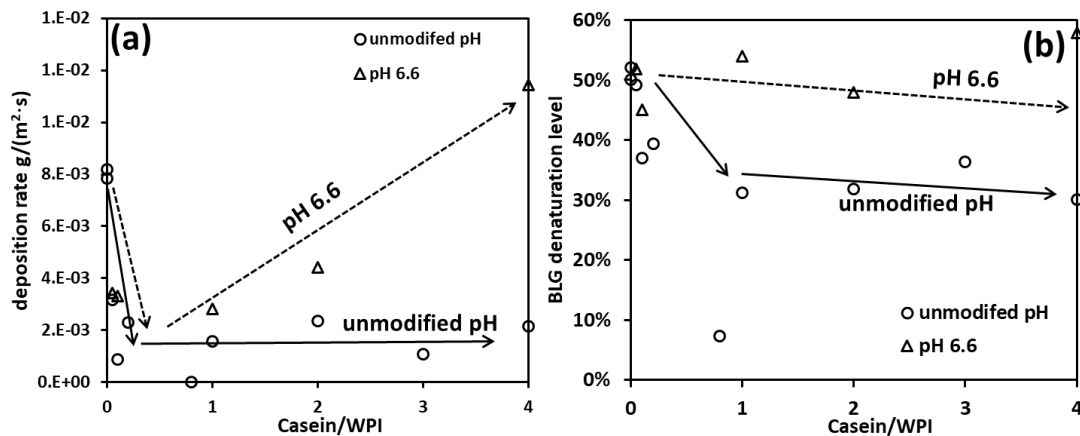 (a)
unmodifed pH
pH 6.6
1.E-02
1.E-02
1.E-02
8.E-03
6.E-03
4.E-03
2.E-03
0.E+00
deposition rate g/(m²·s)
pH 6.6
unmodified pH
0 1 2 3 4
Casein/WPI
(b)
60%
50%
40%
30%
20%
10%
0%
BLG denaturation level
pH 6.6
unmodified pH
unmodifed pH
pH 6.6
0 1 2 3 4
Casein/WPI